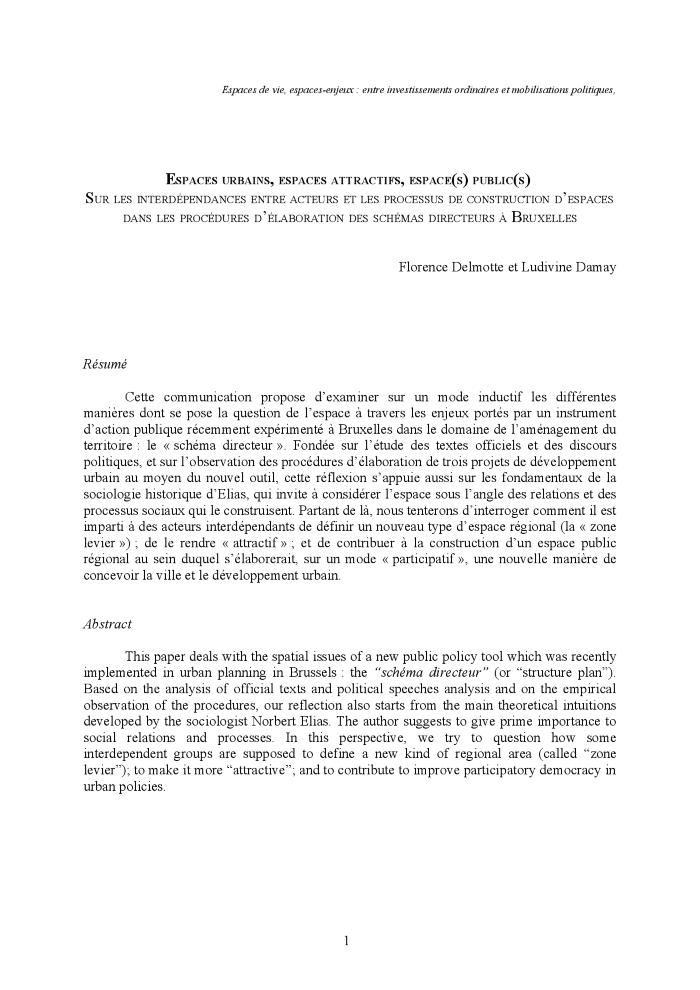 Espaces de vie, espaces-enjeux : entre investissements ordinaires et mobilisations politiques,
Espaces urbains, espaces attractifs, espace(s) public(s)
Sur les interdépendances entre acteurs et les processus de construction d’espaces
dans les procédures d’élaboration des schémas directeurs à Bruxelles
Florence Delmotte et Ludivine Damay
Résumé
Cette communication propose d’examiner sur un mode inductif les différentes
manières dont se pose la question de l’espace à travers les enjeux portés par un instrument
d’action publique récemment expérimenté à Bruxelles dans le domaine de l’aménagement du
territoire : le « schéma directeur ». Fondée sur l’étude des textes officiels et des discours
politiques, et sur l’observation des procédures d’élaboration de trois projets de développement
urbain au moyen du nouvel outil, cette réflexion s’appuie aussi sur les fondamentaux de la
sociologie historique d’Elias, qui invite à considérer l’espace sous l’angle des relations et des
processus sociaux qui le construisent. Partant de là, nous tenterons d’interroger comment il est
imparti à des acteurs interdépendants de définir un nouveau type d’espace régional (la « zone
levier ») ; de le rendre « attractif » ; et de contribuer à la construction d’un espace public
régional au sein duquel s’élaborerait, sur un mode « participatif », une nouvelle manière de
concevoir la ville et le développement urbain.
Abstract
This paper deals with the spatial issues of a new public policy tool which was recently
implemented in urban planning in Brussels : the “schéma directeur” (or “structure plan”).
Based on the analysis of official texts and political speeches analysis and on the empirical
observation of the procedures, our reflection also starts from the main theoretical intuitions
developed by the sociologist Norbert Elias. The author suggests to give prime importance to
social relations and processes. In this perspective, we try to question how some
interdependent groups are supposed to define a new kind of regional area (called “zone
levier”); to make it more “attractive”; and to contribute to improve participatory democracy in
urban policies.
1